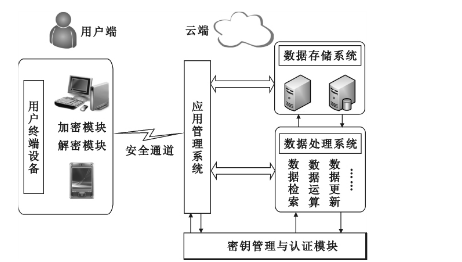 用户端
云端
用户终端设备
加密模块
解密模块
安全通道
应用管理系统
数据存储系统
数据处理系统
数据检索
数据运算
数据更新
……
密钥管理与认证模块